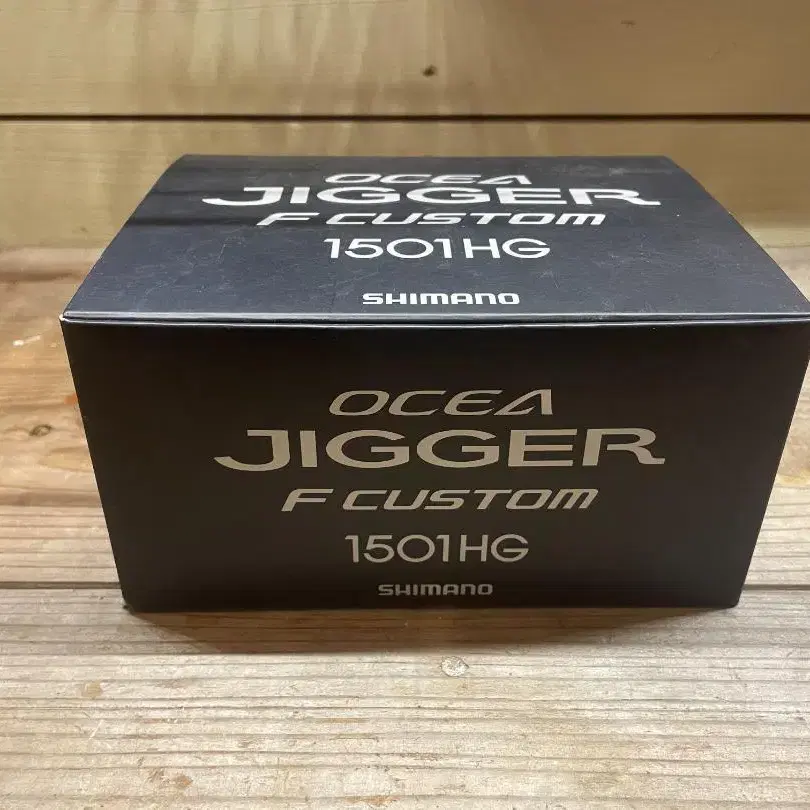 OCEA
JIGGER
F CUSTOM
1501HG
SHIMANO
OCEA
JIGGER
F CUSTOM
1501HG
SHIMANO